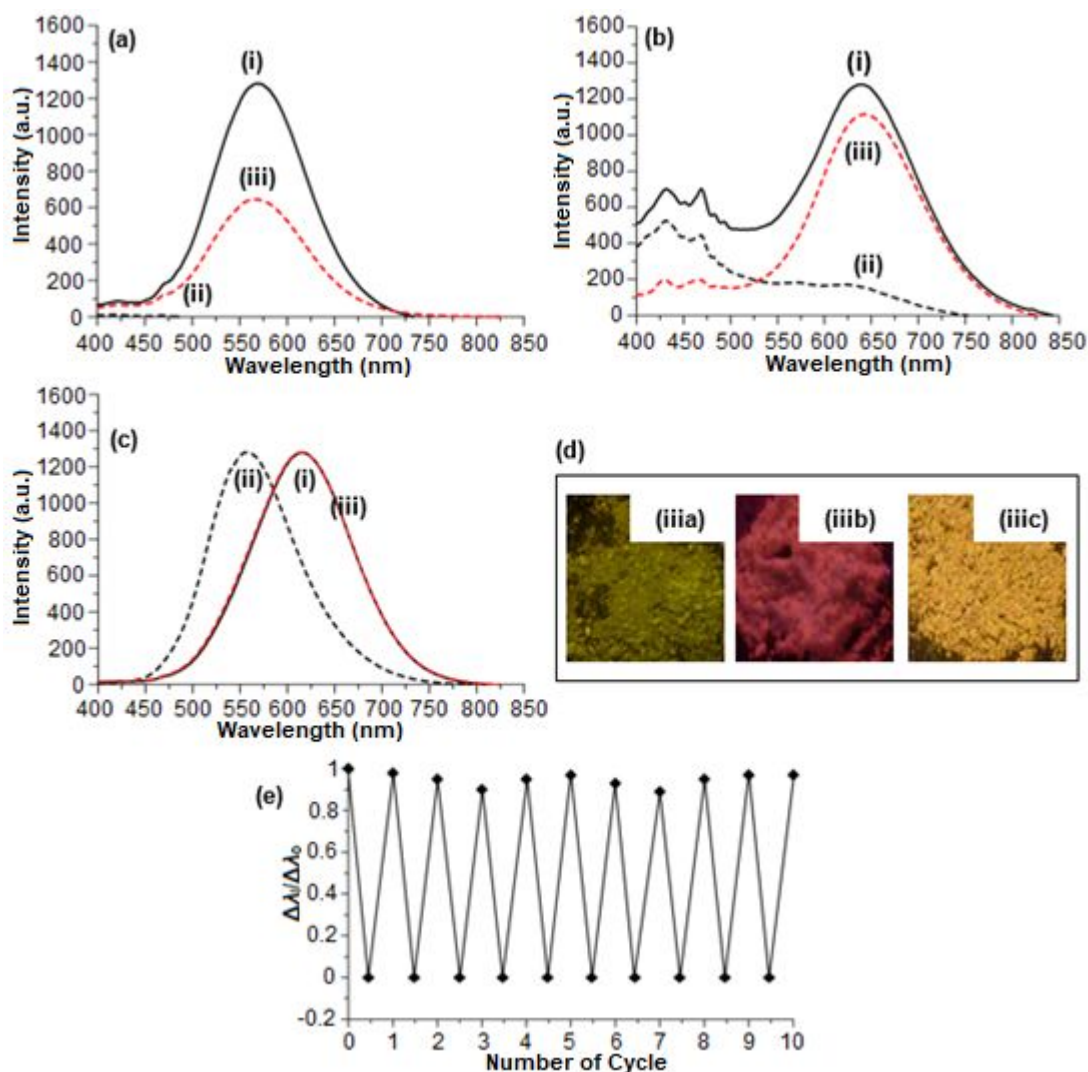 (a)
Intensity (a.u.)
1600
1400
1200
1000
800
600
400
200
0
(i)
(iii)
(ii)
400 450 500 550 600 650 700 750 800 850
Wavelength (nm)
(b)
Intensity (a.u.)
1600
1400
1200
1000
800
600
400
200
0
(i)
(iii)
(ii)
400 450 500 550 600 650 700 750 800 850
Wavelength (nm)
(c)
Intensity (a.u.)
1600
1400
1200
1000
800
600
400
200
0
(ii) (i)
(iii)
400 450 500 550 600 650 700 750 800 850
Wavelength (nm)
(d)
(iiia) (iiib) (iiic)
(e)
Δλᵢ/Δλ₀
1
0.8
0.6
0.4
0.2
0
-0.2
0 1 2 3 4 5 6 7 8 9 10
Number of Cycle